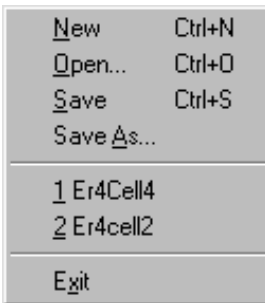 New Ctrl+N
Open... Ctrl+O
Save Ctrl+S
Save As...
1 Er4Cell4
2 Er4cell2
Exit